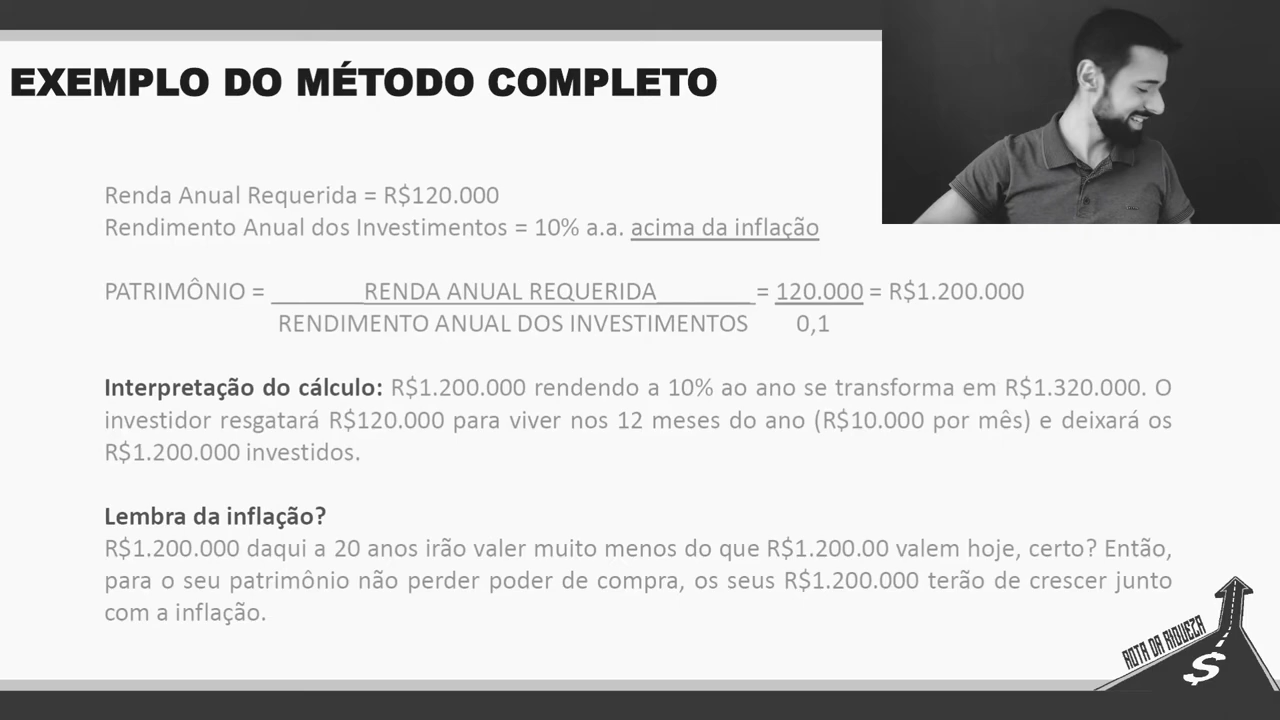 EXEMPLO DO MÉTODO COMPLETO
Renda Anual Requerida = R$120.000
Rendimento Anual dos Investimentos = 10% a.a. acima da inflação
PATRIMÔNIO = RENDA ANUAL REQUERIDA = 120.000 = R$1.200.000
RENDIMENTO ANUAL DOS INVESTIMENTOS 0,1
Interpretação do cálculo: R$1.200.000 rendendo a 10% ao ano se transforma em R$1.320.000. O
investidor resgatará R$120.000 para viver nos 12 meses do ano (R$10.000 por mês) e deixará os
R$1.200.000 investidos.
Lembra da inflação?
R$1.200.000 daqui a 20 anos irão valer muito menos do que R$1.200.00 valem hoje, certo? Então,
para o seu patrimônio não perder poder de compra, os seus R$1.200.000 terão de crescer junto
com a inflação.
ROTA DA RIQUEZA
$